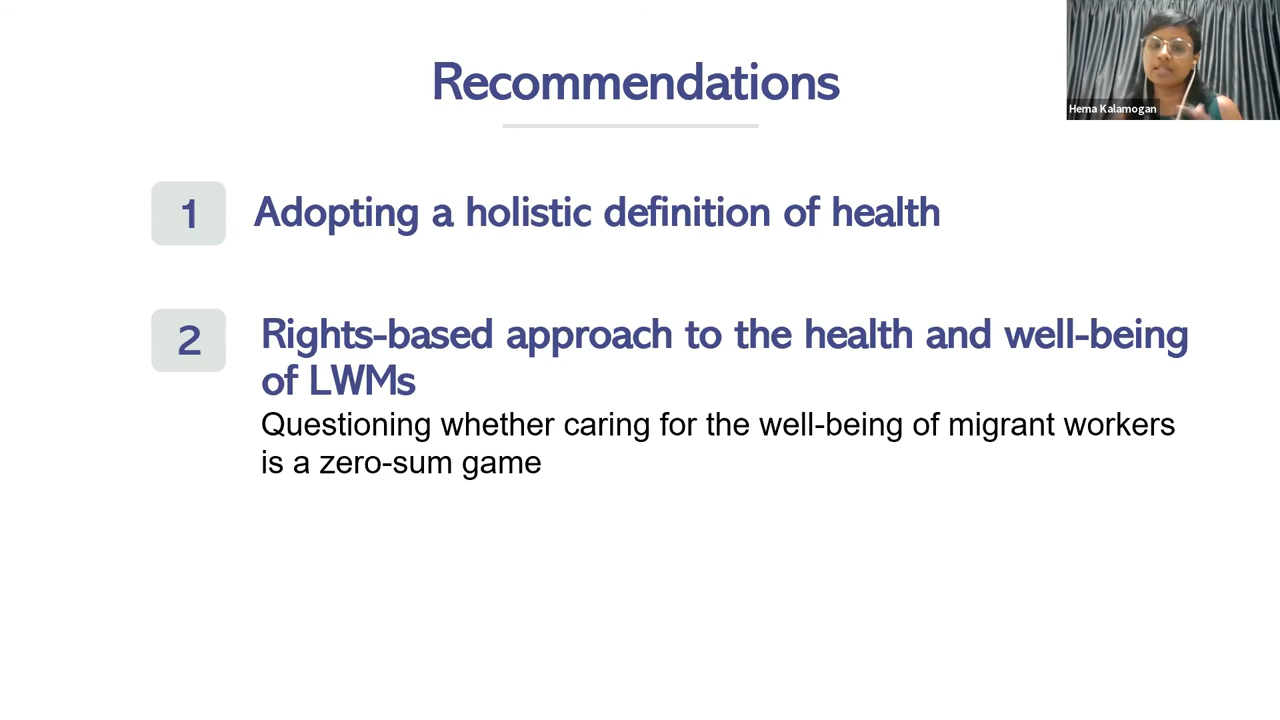 Recommendations
Hema Kalamogan
1
Adopting a holistic definition of health
2
Rights-based approach to the health and well-being
of LWMs
Questioning whether caring for the well-being of migrant workers
is a zero-sum game